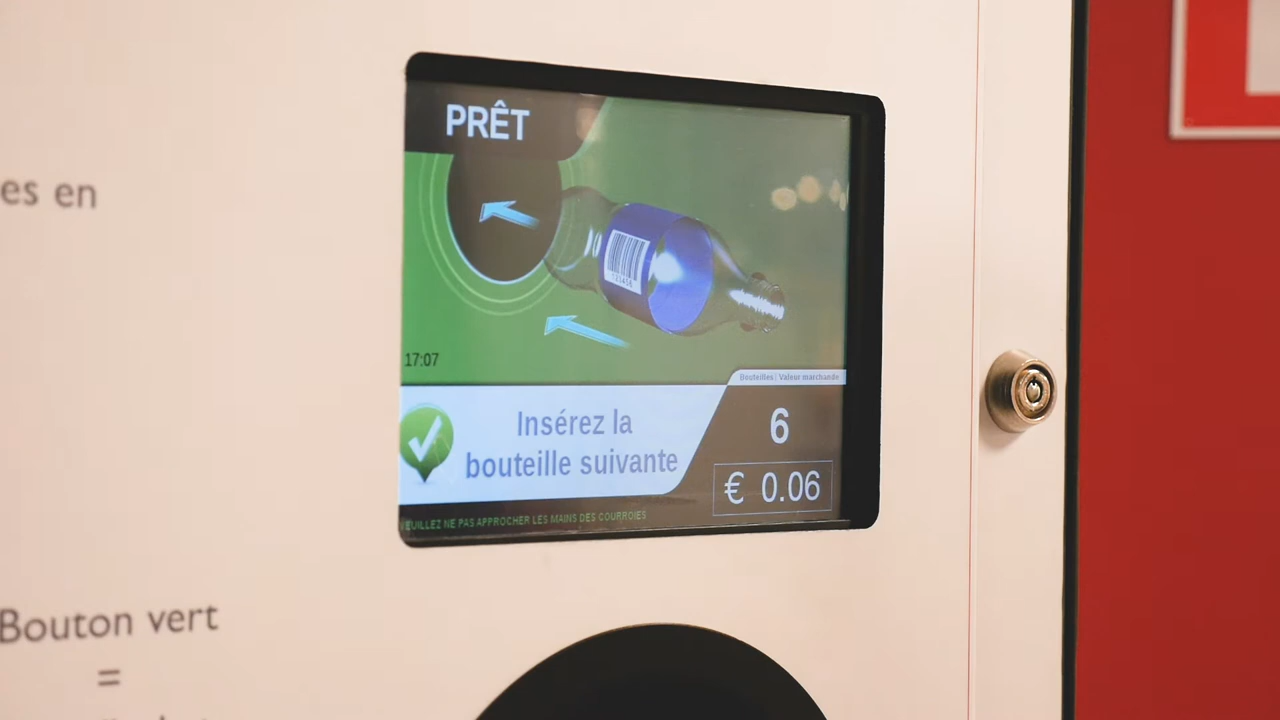 es en
PRÊT
123456
17:07
Bouteilles | Valeur marchande
Insérez la
bouteille suivante
6
€ 0.06
VEUILLEZ NE PAS APPROCHER LES MAINS DES COURROIES
Bouton vert
=